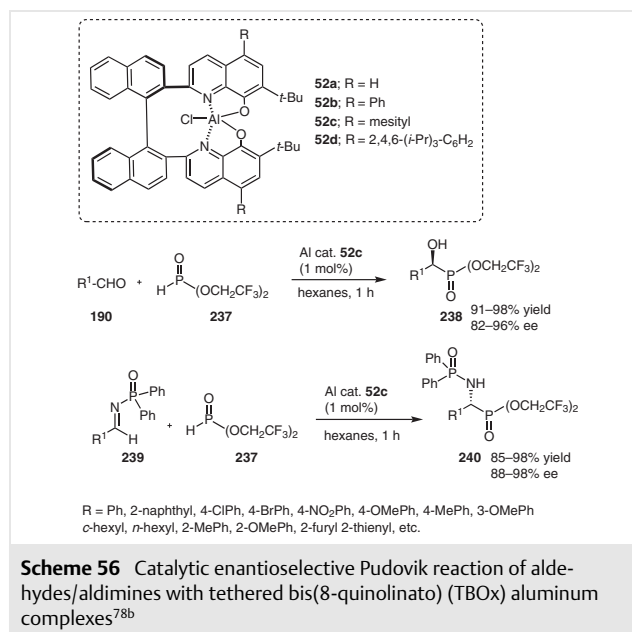 R
t-Bu
N
O
Cl
Al
O
N
t-Bu
R
52a; R = H
52b; R = Ph
52c; R = mesityl
52d; R = 2,4,6-(i-Pr)3-C6H2
R1-CHO
+
O
H P (OCH2CF3)2
Al cat. 52c
(1 mol%)
hexanes, 1 h
OH
R1 P (OCH2CF3)2
O
190
237
238 91–98% yield
82–96% ee
O
P Ph
N Ph
R1 H
+
O
H P (OCH2CF3)2
Al cat. 52c
(1 mol%)
hexanes, 1 h
Ph O
Ph P NH
R1 P (OCH2CF3)2
O
239
237
240 85–98% yield
88–98% ee
R = Ph, 2-naphthyl, 4-ClPh, 4-BrPh, 4-NO2Ph, 4-OMePh, 4-MePh, 3-OMePh
c-hexyl, n-hexyl, 2-MePh, 2-OMePh, 2-furyl 2-thienyl, etc.
Scheme 56 Catalytic enantioselective Pudovik reaction of alde-
hydes/aldimines with tethered bis(8-quinolinato) (TBOx) aluminum
complexes78b